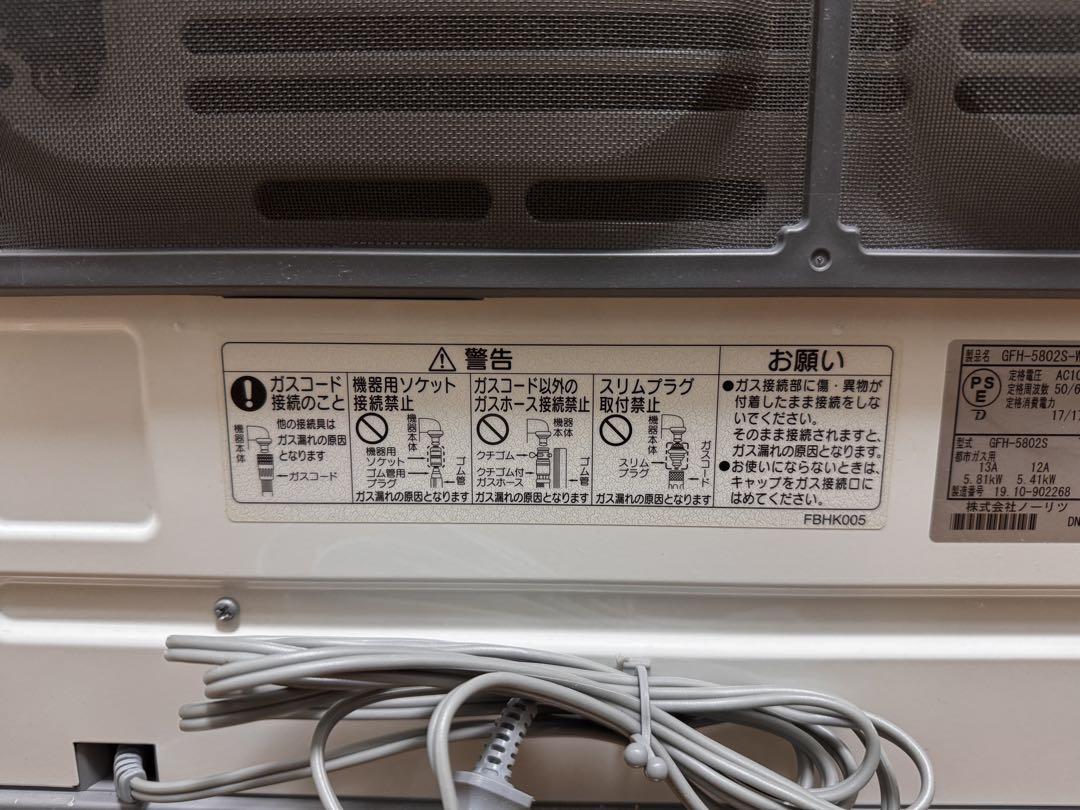 警告
ガスコード
接続のこと
他の接続具は
ガス漏れの原因
となります
機器本体
ガスコード
機器用ソケット
接続禁止
機器本体
機器用
ソケット
ゴム管用
プラグ
ゴム管
ガス漏れの原因となります
ガスコード以外の
ガスホース接続禁止
機器
本体
クチゴム
クチゴム付
ガスホース
ゴム管
ガス漏れの原因となります
スリムプラグ
取付禁止
機器本体
スリム
プラグ
ガスコード
ガス漏れの原因となります
お願い
●ガス接続部に傷・異物が
付着したまま接続をしな
いでください。
そのまま接続されますと、
ガス漏れの原因となります。
●お使いにならないときは、
キャップをガス接続口に
はめてください。
FBHK005
製品名 GFH-5802S-W
PS
E
D
定格電圧 AC10
定格周波数 50/6
定格消費電力
17/1
型式 GFH-5802S
都市ガス用
13A 12A
5.81kW 5.41kW
製造番号 19.10-902268
株式会社ノーリツ
DN